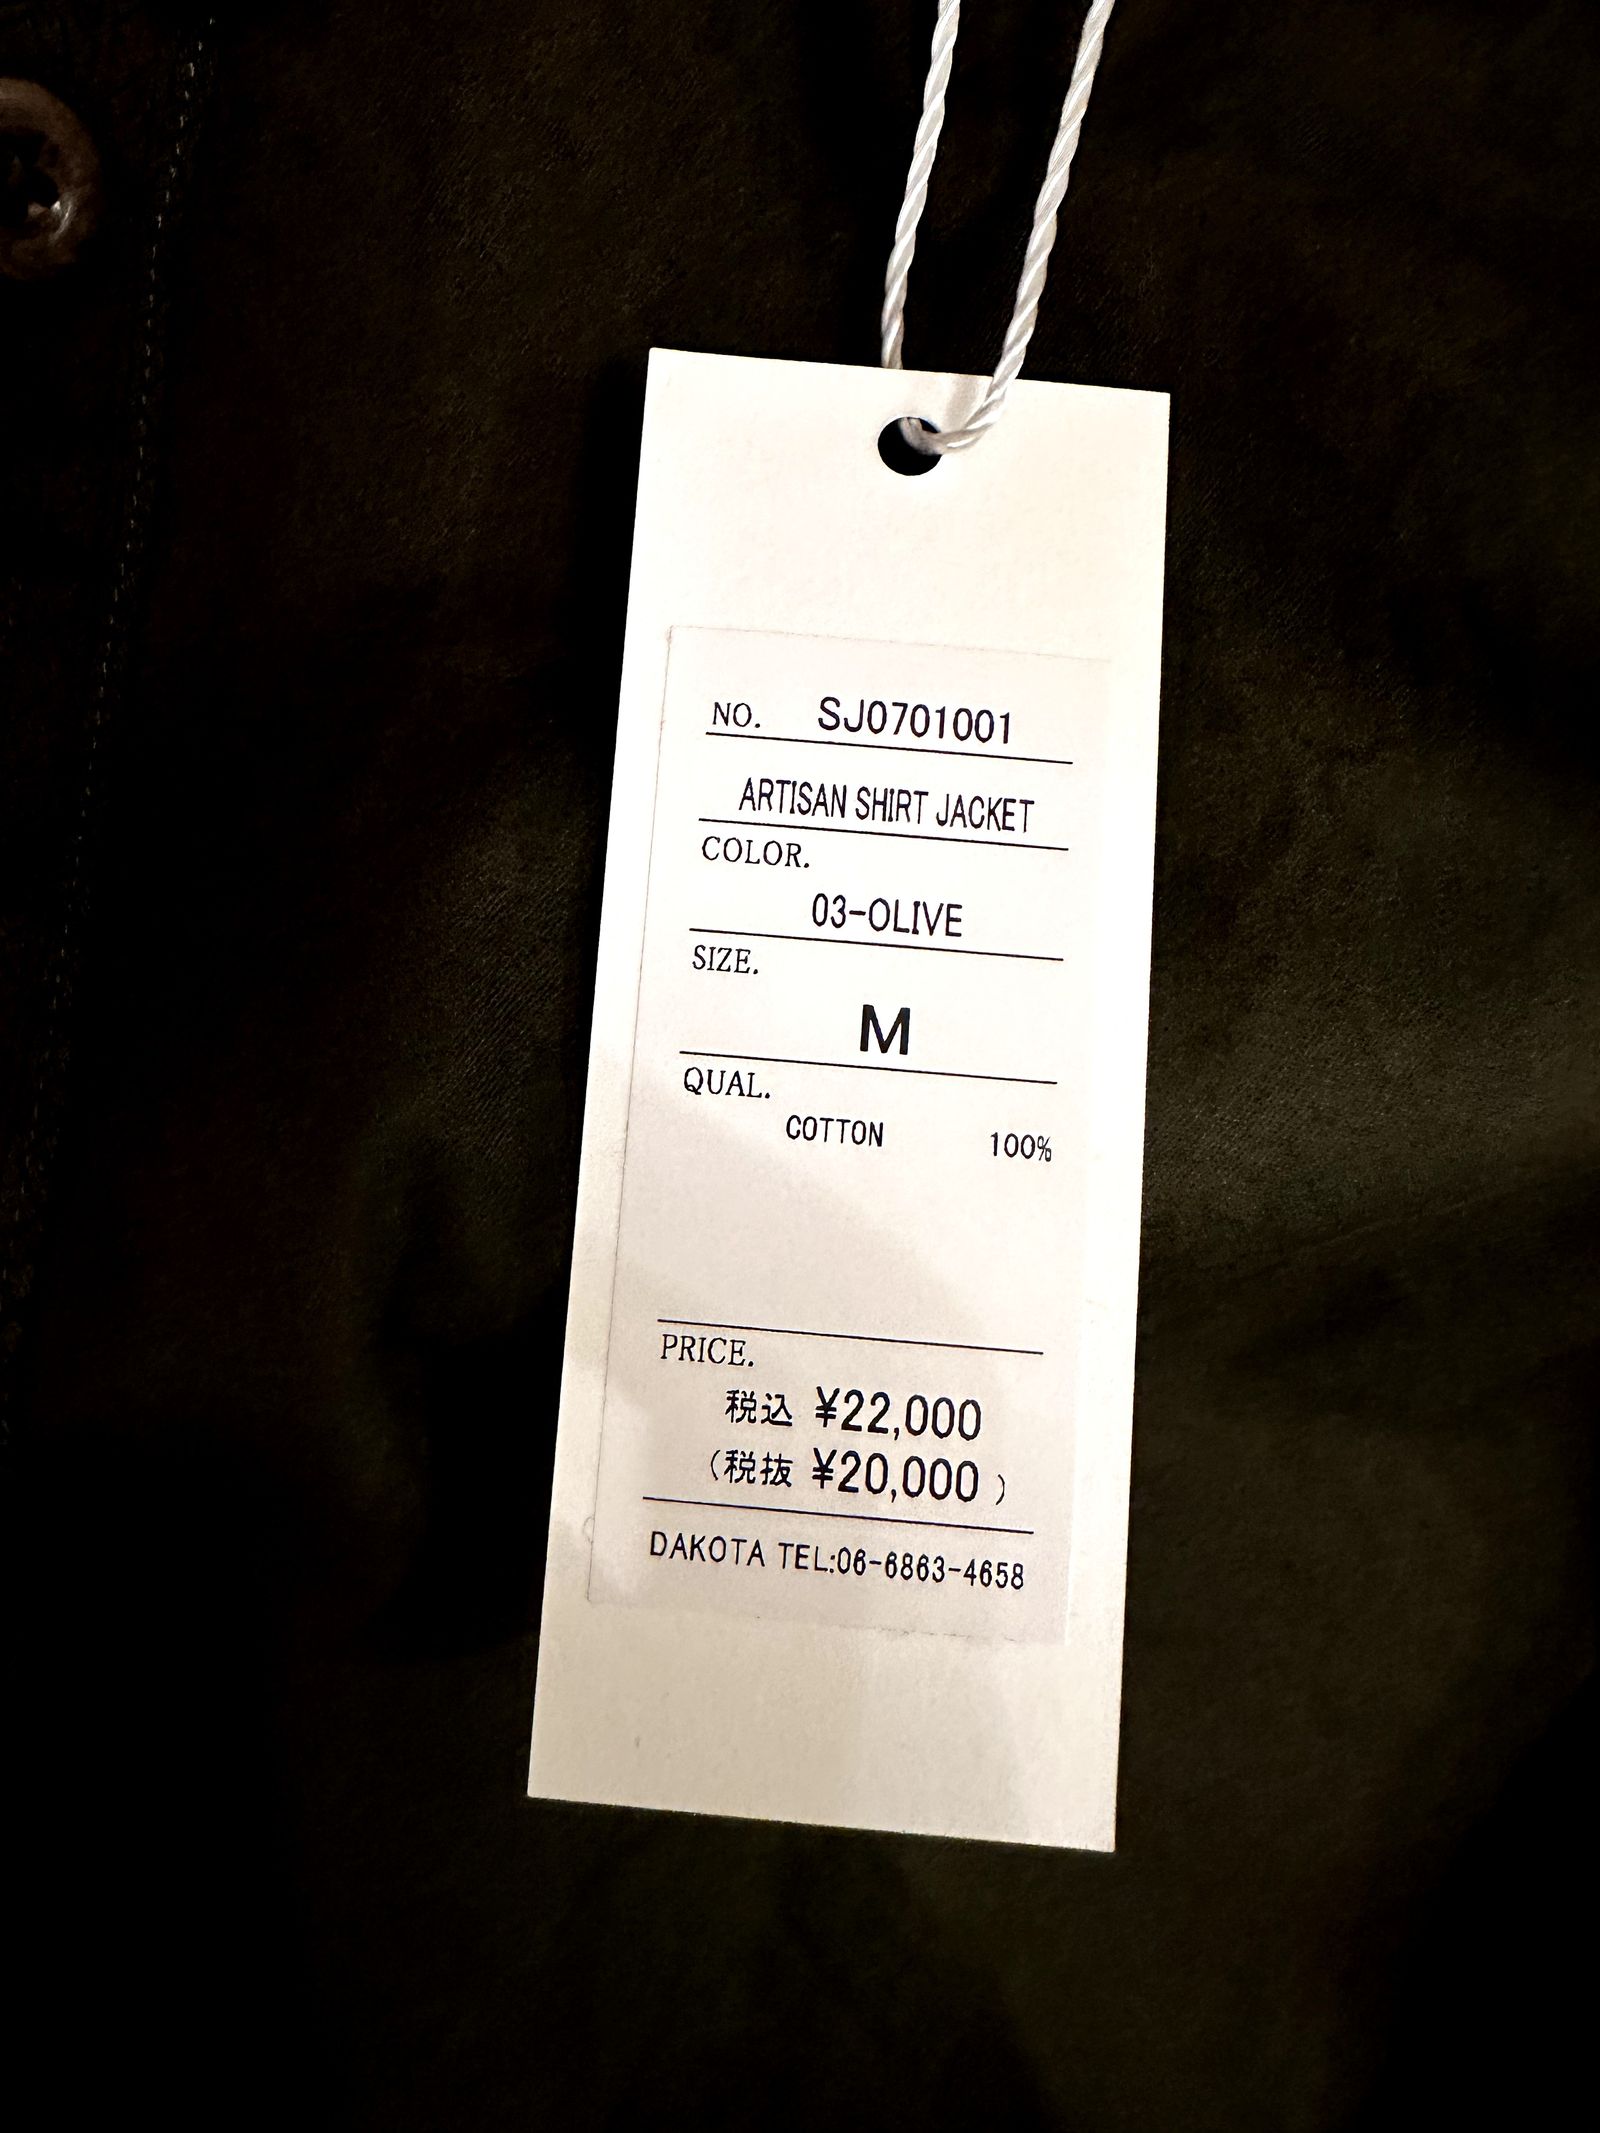 NO. SJ0701001
ARTISAN SHIRT JACKET
COLOR.
03-OLIVE
SIZE.
M
QUAL.
COTTON 100%
PRICE.
税込 ¥22,000
(税抜 ¥20,000 )
DAKOTA TEL:06-6863-4658